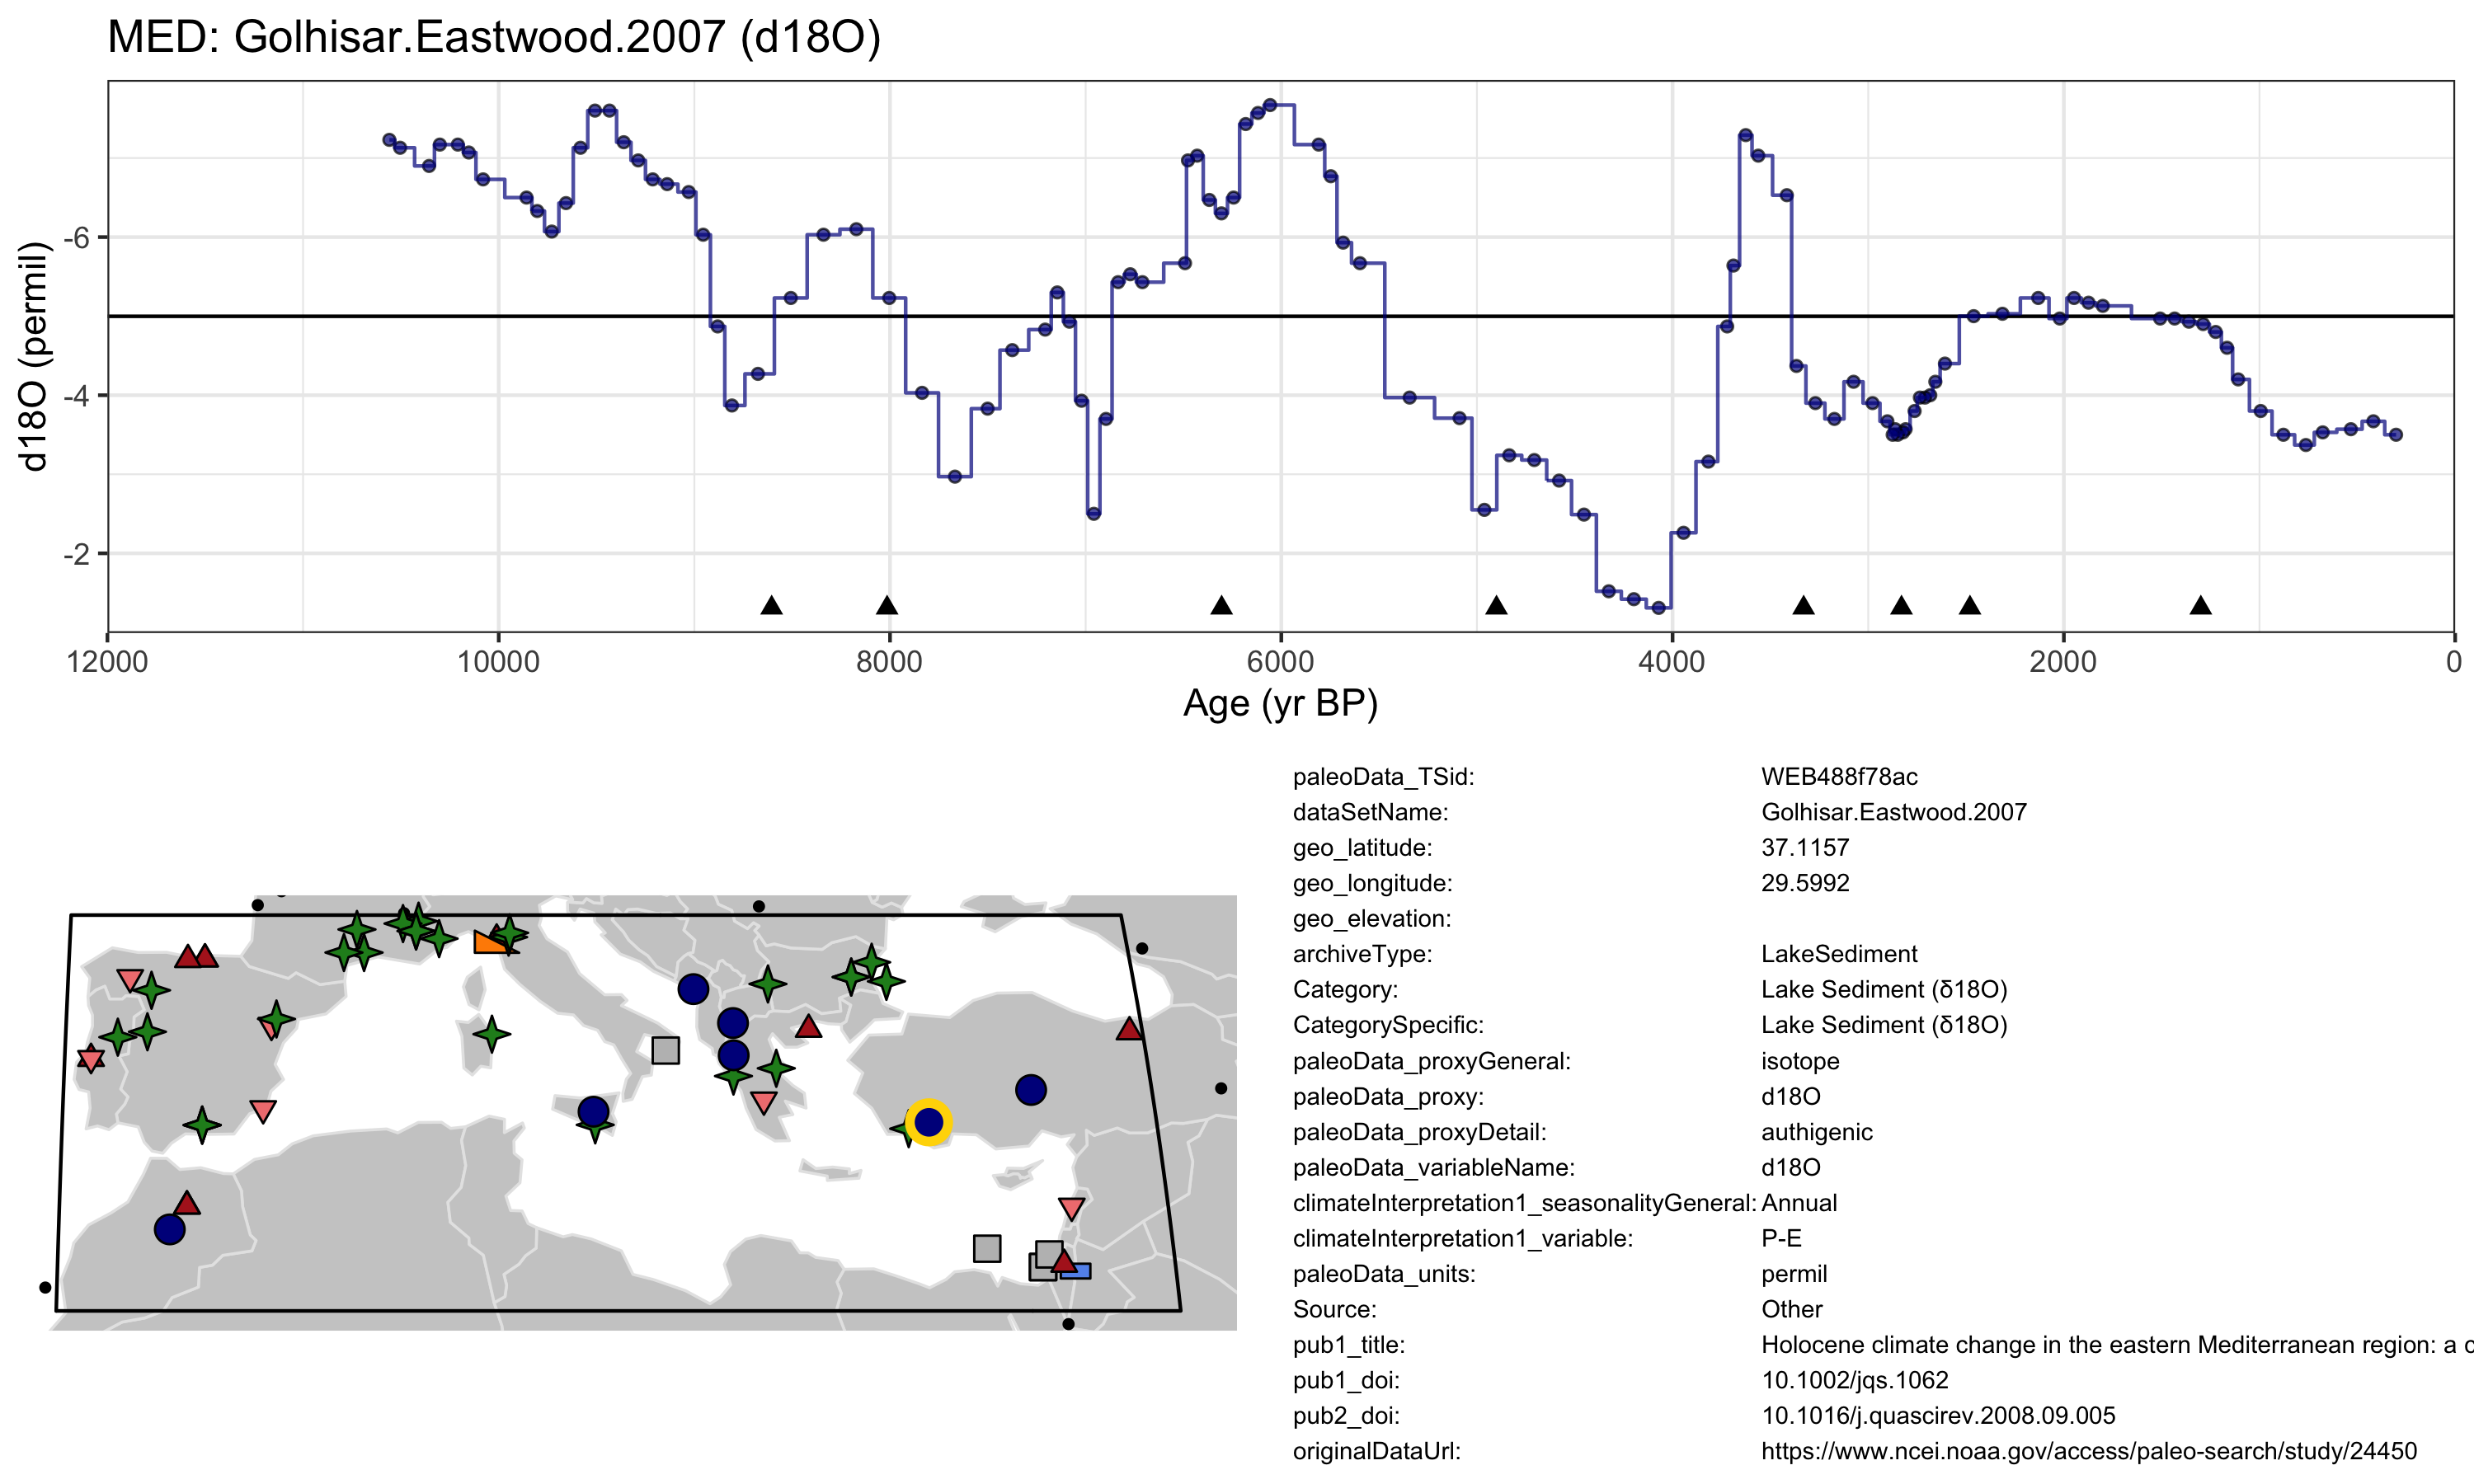 MED: Golhisar.Eastwood.2007 (d18O)
d18O (permil)
-6
-4
-2
12000 10000 8000 6000 4000 2000 0
Age (yr BP)
paleoData_TSid: WEB488f78ac
dataSetName: Golhisar.Eastwood.2007
geo_latitude: 37.1157
geo_longitude: 29.5992
geo_elevation:
archiveType: LakeSediment
Category: Lake Sediment (δ18O)
CategorySpecific: Lake Sediment (δ18O)
paleoData_proxyGeneral: isotope
paleoData_proxy: d18O
paleoData_proxyDetail: authigenic
paleoData_variableName: d18O
climateInterpretation1_seasonalityGeneral: Annual
climateInterpretation1_variable: P-E
paleoData_units: permil
Source: Other
pub1_title: Holocene climate change in the eastern Mediterranean region: a
pub1_doi: 10.1002/jqs.1062
pub2_doi: 10.1016/j.quascirev.2008.09.005
originalDataUrl: https://www.ncei.noaa.gov/access/paleo-search/study/24450